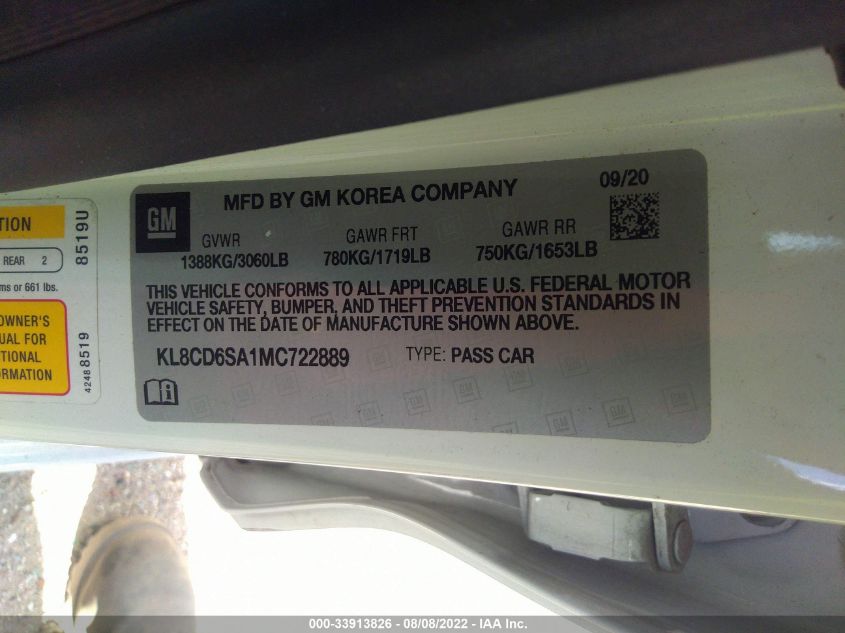 TION
REAR 2
ms or 661 lbs.
OWNER'S
UAL FOR
TIONAL
ORMATION
8519U
42488519
GM
MFD BY GM KOREA COMPANY
09/20
GVWR GAWR FRT GAWR RR
1388KG/3060LB 780KG/1719LB 750KG/1653LB
THIS VEHICLE CONFORMS TO ALL APPLICABLE U.S. FEDERAL MOTOR
VEHICLE SAFETY, BUMPER, AND THEFT PREVENTION STANDARDS IN
EFFECT ON THE DATE OF MANUFACTURE SHOWN ABOVE.
KL8CD6SA1MC722889 TYPE: PASS CAR
000-33913826 - 08/08/2022 - IAA Inc.